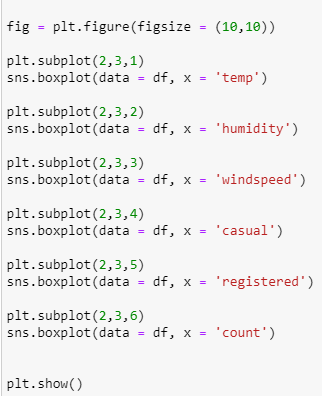 fig = plt.figure(figsize = (10,10))
plt.subplot(2,3,1)
sns.boxplot(data = df, x = 'temp')
plt.subplot(2,3,2)
sns.boxplot(data = df, x = 'humidity')
plt.subplot(2,3,3)
sns.boxplot(data = df, x = 'windspeed')
plt.subplot(2,3,4)
sns.boxplot(data = df, x = 'casual')
plt.subplot(2,3,5)
sns.boxplot(data = df, x = 'registered')
plt.subplot(2,3,6)
sns.boxplot(data = df, x = 'count')
plt.show()